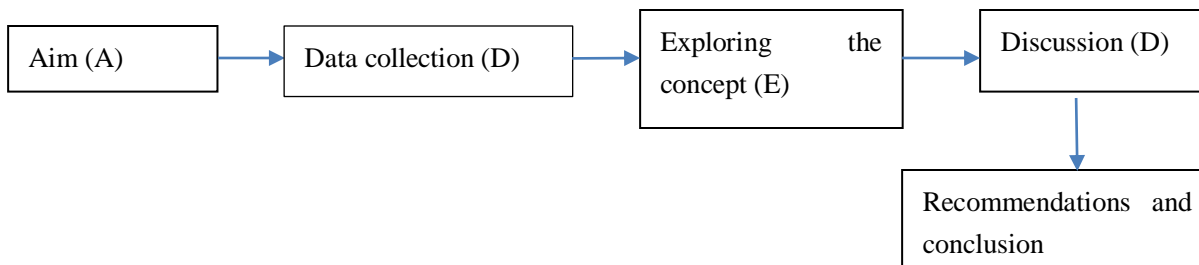 Aim (A)
Data collection (D)
Exploring the
concept (E)
Discussion (D)
Recommendations and
conclusion